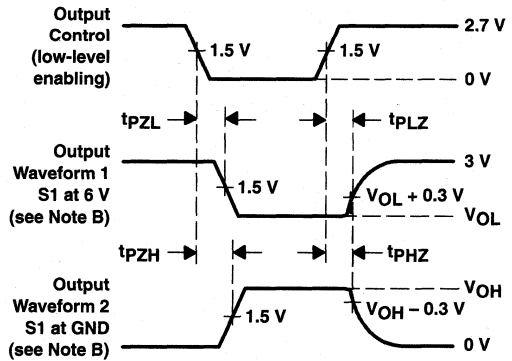 Output
Control
(low-level
enabling)
1.5 V
1.5 V
2.7 V
0 V
tPZL
tPLZ
Output
Waveform 1
S1 at 6 V
(see Note B)
1.5 V
3 V
VOL + 0.3 V
VOL
tPZH
tPHZ
Output
Waveform 2
S1 at GND
(see Note B)
1.5 V
VOH
VOH − 0.3 V
0 V